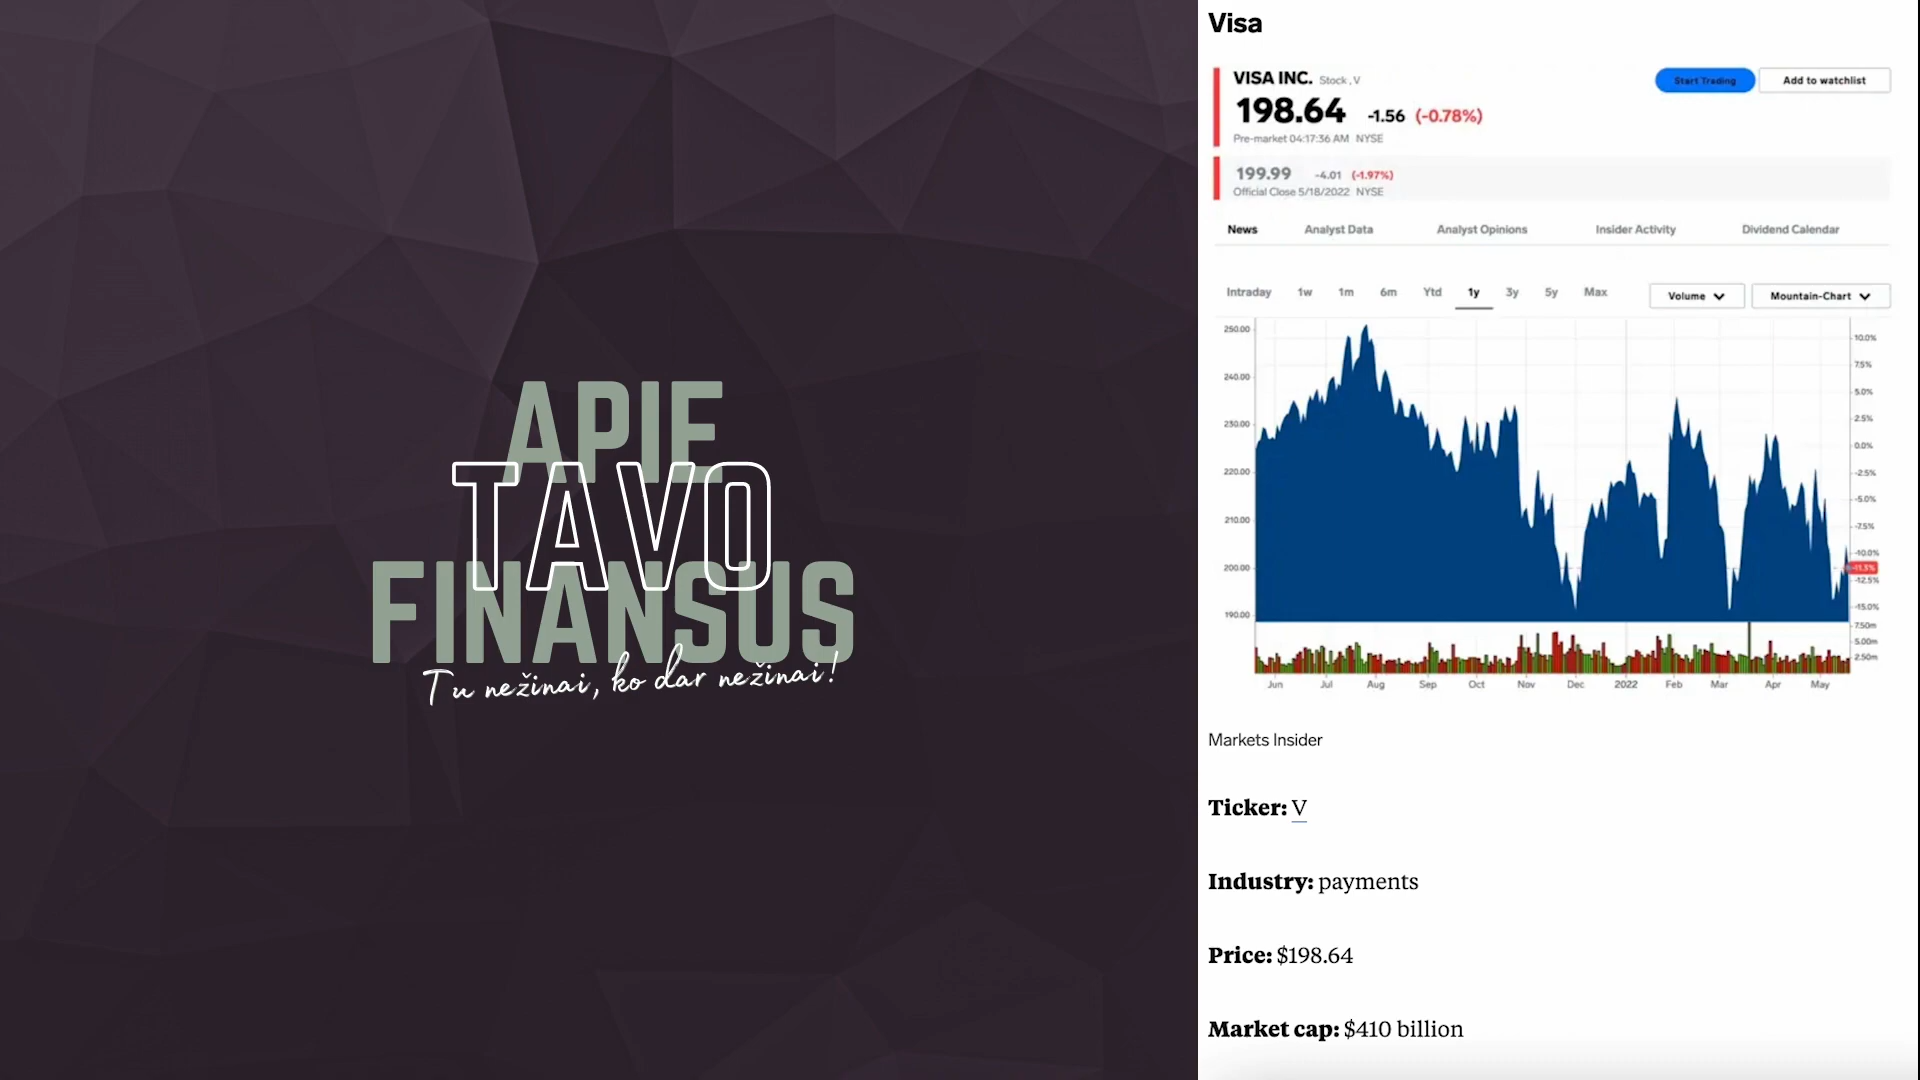 APIE
TAVO
FINANSUS
Tu nežinai, ko dar nežinai!
Visa
VISA INC. Stock , V
Start Trading
Add to watchlist
198.64 -1.56 (-0.78%)
Pre-market 04:17:36 AM NYSE
199.99 -4.01 (-1.97%)
Official Close 5/18/2022 NYSE
News Analyst Data Analyst Opinions Insider Activity Dividend Calendar
Intraday 1w 1m 6m Ytd 1y 3y 5y Max Volume Mountain-Chart
250.00
240.00
230.00
220.00
210.00
200.00
190.00
10.0%
7.5%
5.0%
2.5%
0.0%
-2.5%
-5.0%
-7.5%
-10.0%
-11.5%
-12.5%
-15.0%
7.50m
5.00m
2.50m
Jun Jul Aug Sep Oct Nov Dec 2022 Feb Mar Apr May
Markets Insider
Ticker: V
Industry: payments
Price: $198.64
Market cap: $410 billion